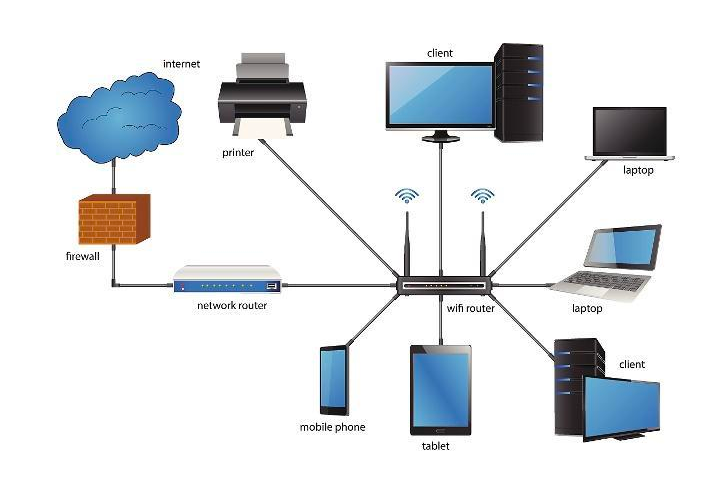 client
internet
printer
laptop
firewall
network router
wifi router
laptop
client
mobile phone
tablet